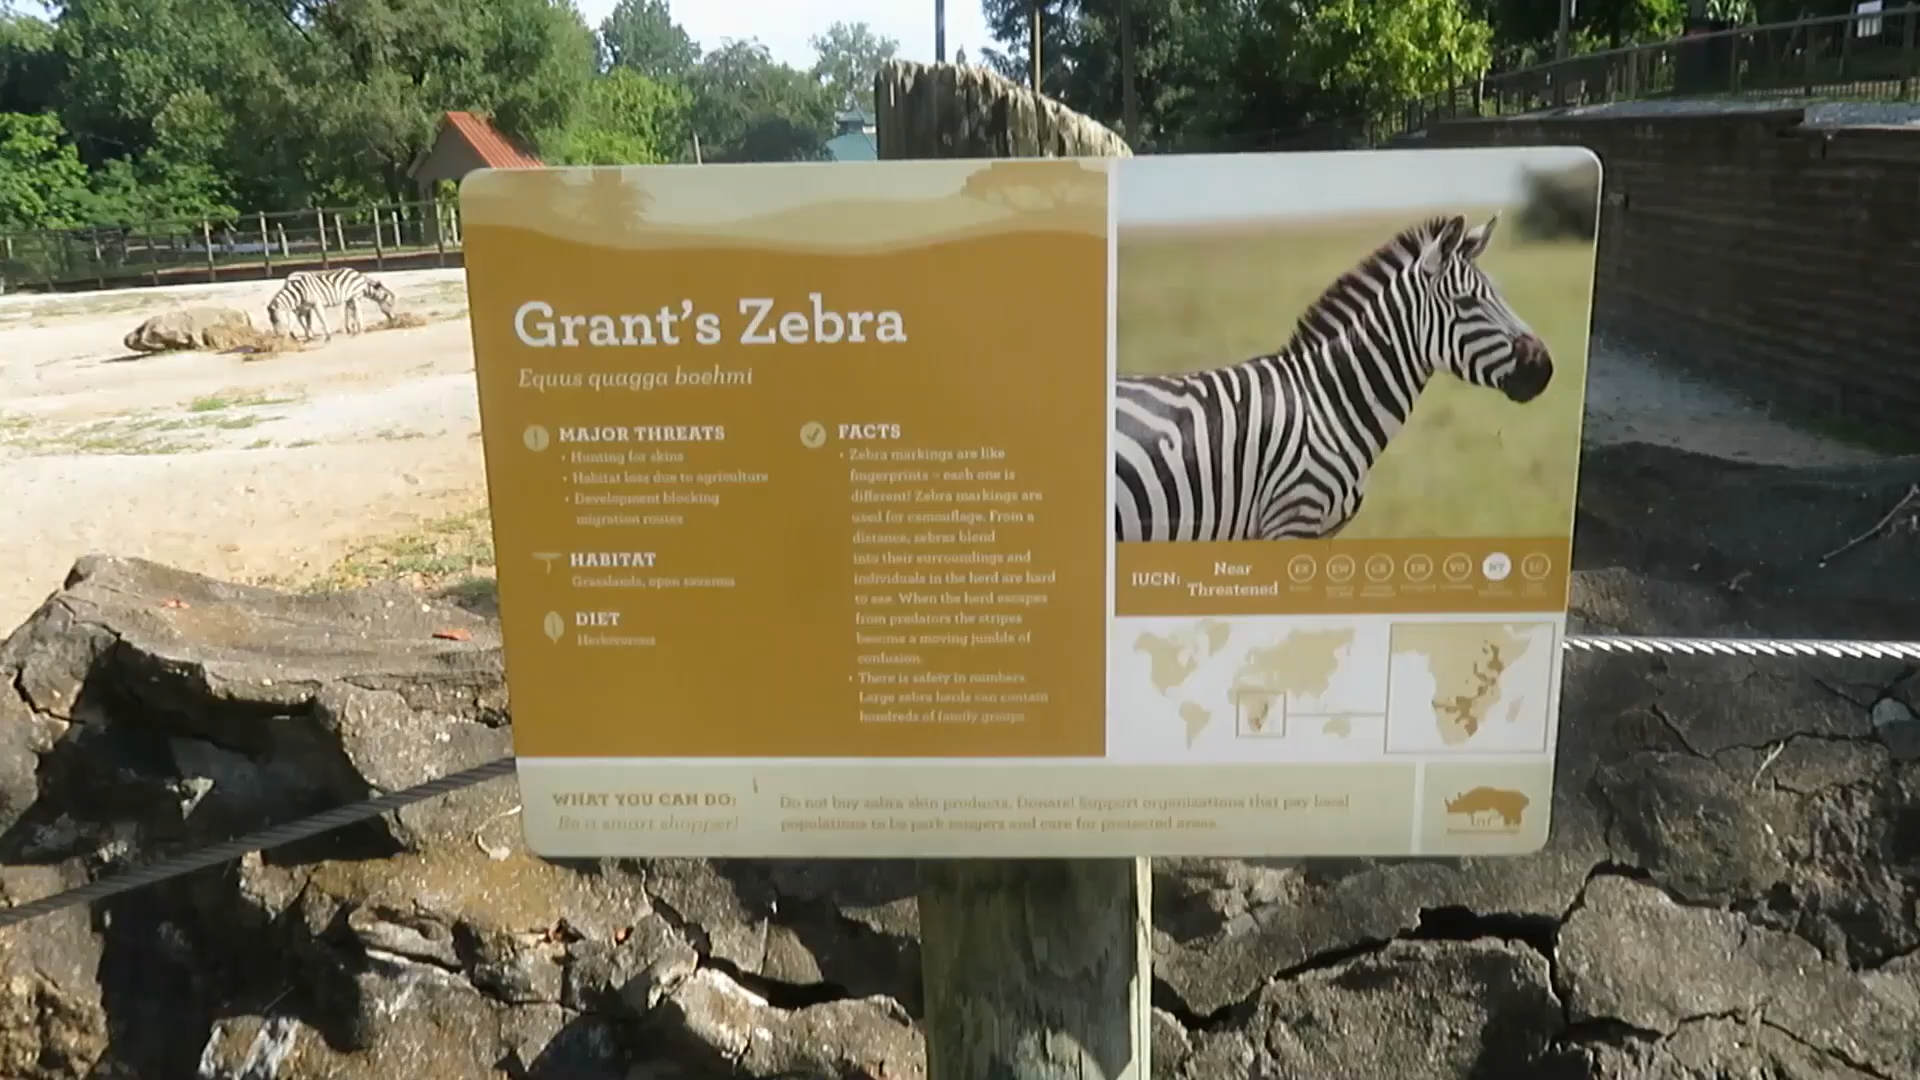 Grant's Zebra
Equus quagga boehmi
MAJOR THREATS
• Hunting for skins
• Habitat loss due to agriculture
• Development blocking
migration routes
HABITAT
Grasslands, open savanna
DIET
Herbivorous
FACTS
• Zebra markings are like
fingerprints – each one is
different! Zebra markings are
used for camouflage. From a
distance, zebras blend
into their surroundings and
individuals in the herd are hard
to see. When the herd escapes
from predators the stripes
become a moving jumble of
confusion.
• There is safety in numbers.
Large zebra herds can contain
hundreds of family groups.
IUCN: Near
Threatened
EX EW CR EN VU NT LC
WHAT YOU CAN DO:
Be a smart shopper!
Do not buy zebra skin products. Donate! Support organizations that pay local
populations to be park rangers and care for protected areas.